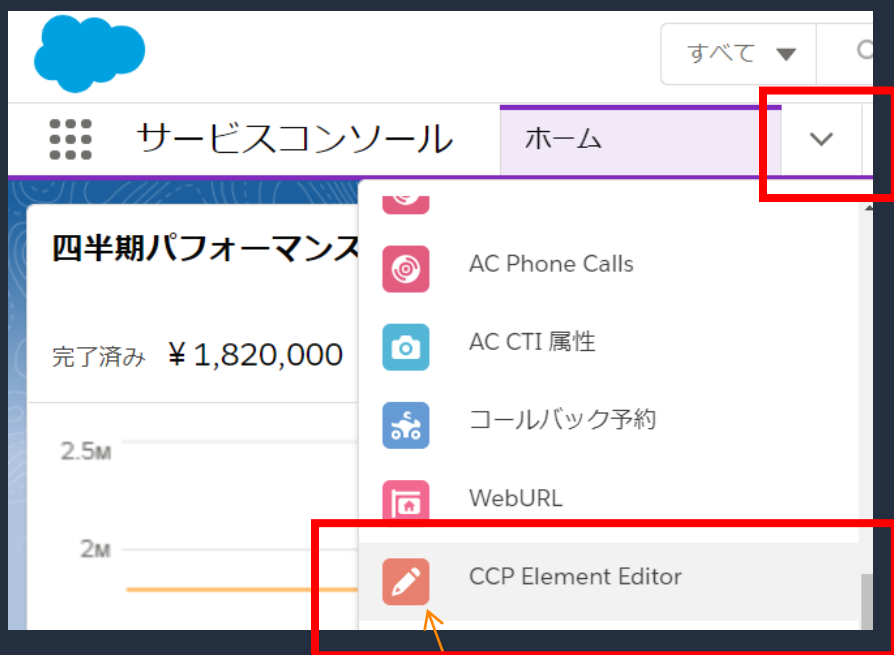 すべて
サービスコンソール
ホーム
四半期パフォーマンス
完了済み ¥ 1,820,000
2.5M
2M
AC Phone Calls
AC CTI 属性
コールバック予約
WebURL
CCP Element Editor